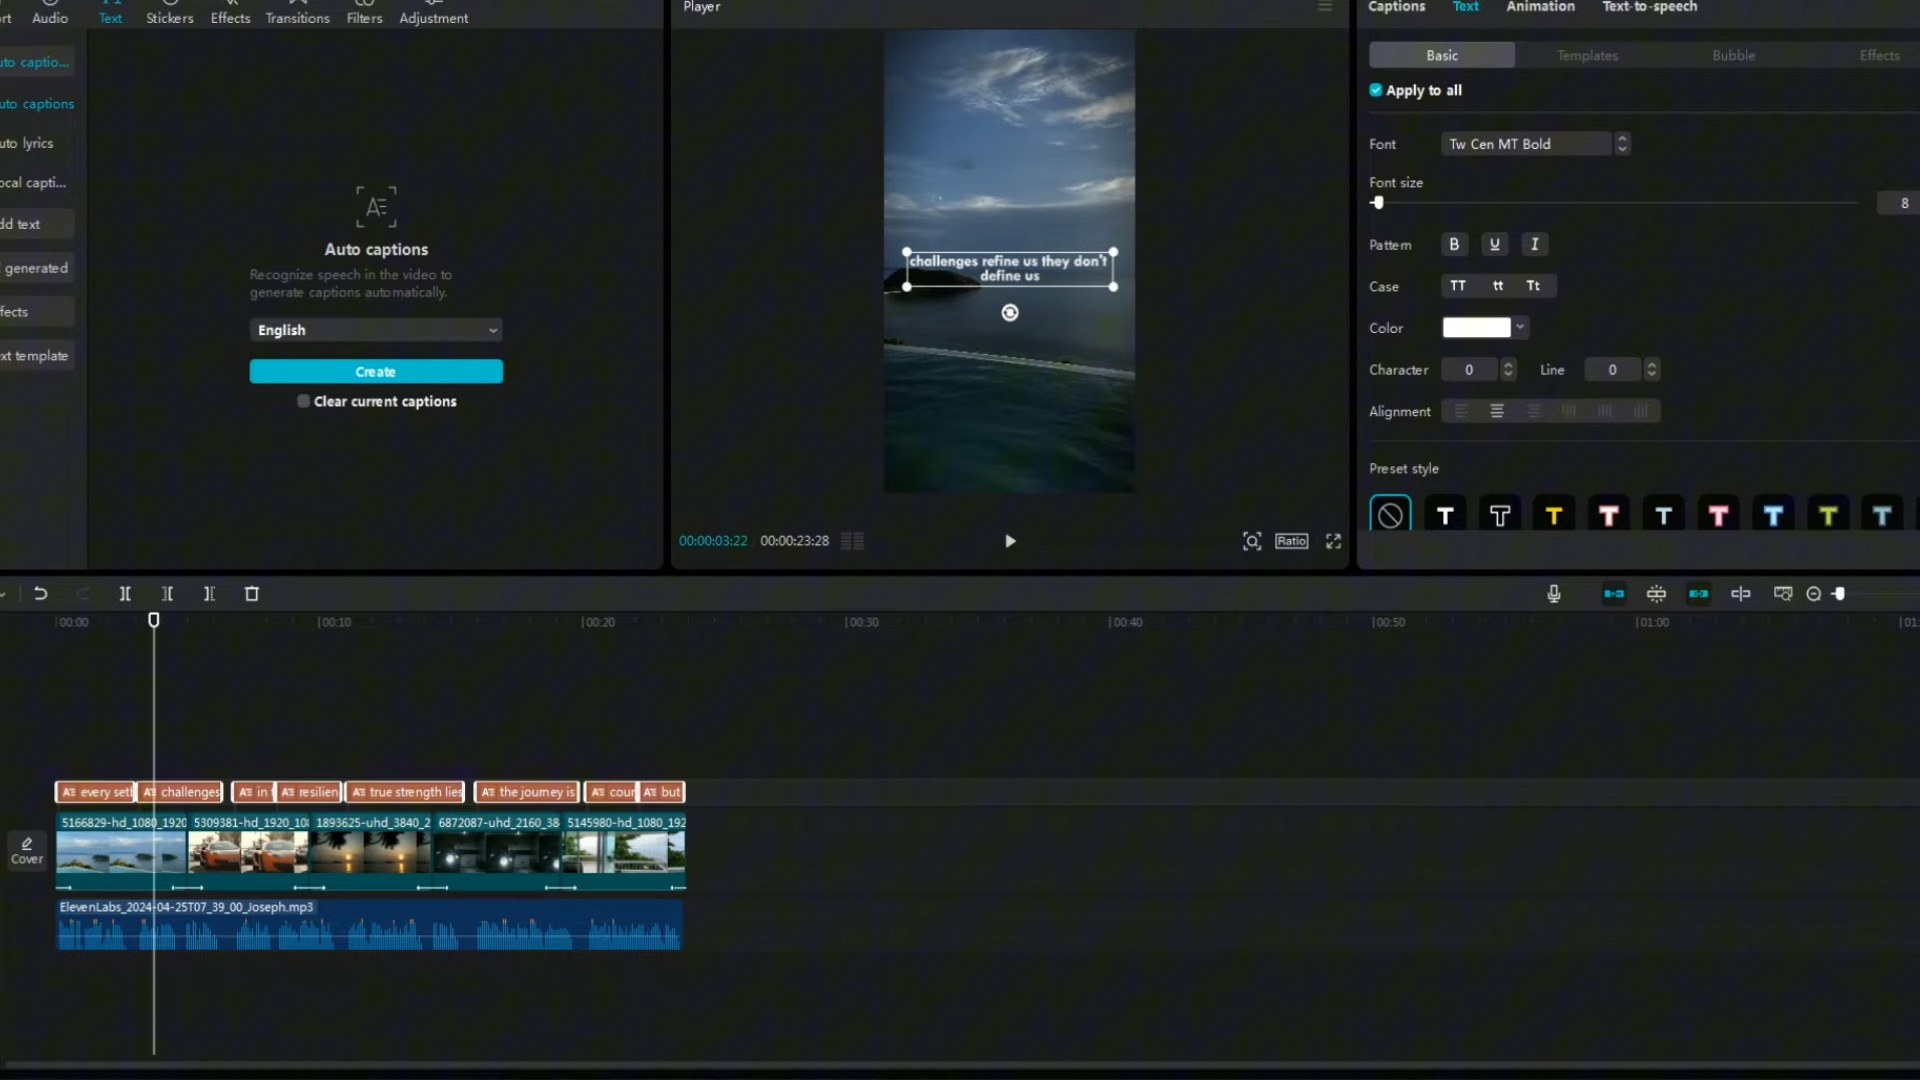 rt
Audio
Text
Stickers
Effects
Transitions
Filters
Adjustment
uto captio...
uto captions
uto lyrics
ocal capti...
dd text
generated
fects
ext template
Auto captions
Recognize speech in the video to
generate captions automatically.
English
Create
Clear current captions
Player
challenges refine us they don't
define us
00:00:03:22
00:00:23:28
Ratio
Captions
Text
Animation
Text-to-speech
Basic
Templates
Bubble
Effects
Apply to all
Font
Tw Cen MT Bold
Font size
8
Pattern
B
U
I
Case
TT
tt
Tt
Color
Character
0
Line
0
Alignment
Preset style
T
T
T
T
T
T
T
T
T
00:00
00:10
00:20
00:30
00:40
00:50
01:00
01:
every set
challenges
in
resilien
true strength lies
the journey is
cour
but
5166829-hd_1080_1920
5309381-hd_1920_10
1893625-uhd_3840_2
6872087-uhd_2160_38
5145980-hd_1080_192
Cover
ElevenLabs_2024-04-25T07_39_00_Joseph.mp3